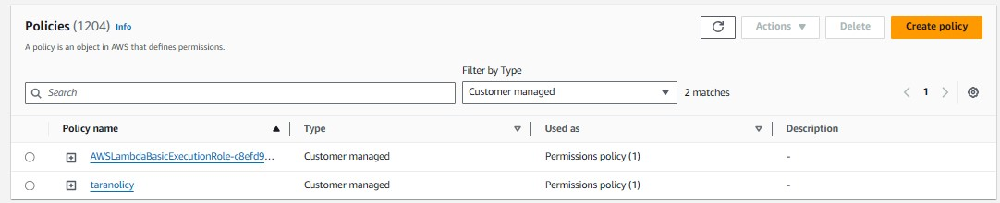 Policies (1204) Info
Actions Delete Create policy
A policy is an object in AWS that defines permissions.
Filter by Type
Search Customer managed 2 matches 1
Policy name Type Used as Description
AWSLambdaBasicExecutionRole-c8efd9... Customer managed Permissions policy (1) -
taranolicy Customer managed Permissions policy (1) -